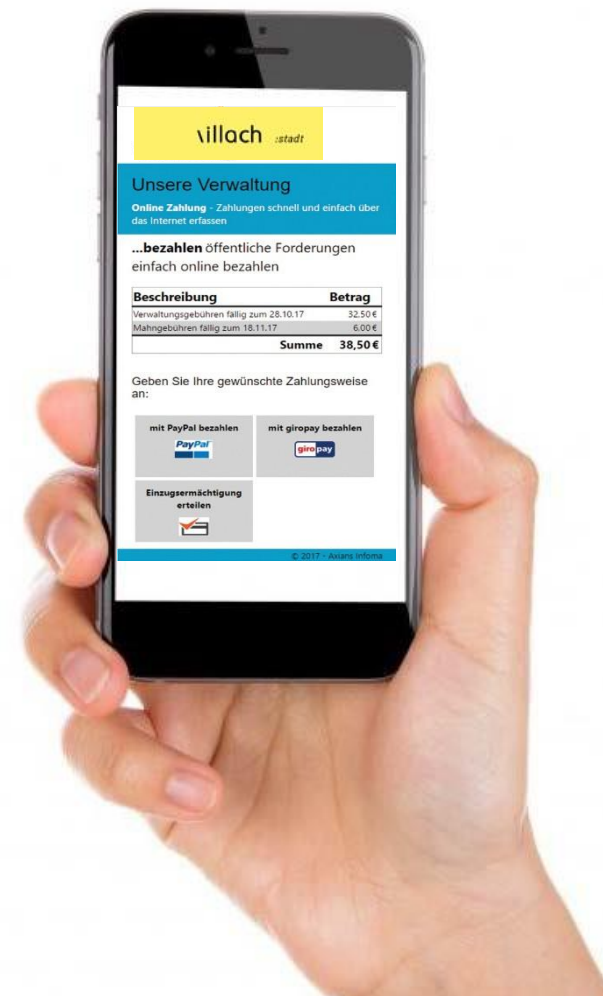 villach :stadt
Unsere Verwaltung
Online Zahlung - Zahlungen schnell und einfach über
das Internet erfassen
...bezahlen öffentliche Forderungen
einfach online bezahlen
Beschreibung Betrag
Verwaltungsgebühren fällig zum 28.10.17 32,50 €
Mahngebühren fällig zum 18.11.17 6,00 €
Summe 38,50 €
Geben Sie Ihre gewünschte Zahlungsweise
an:
mit PayPal bezahlen mit giropay bezahlen
PayPal giropay
Einzugsermächtigung
erteilen
© 2017 - Axians Infoma